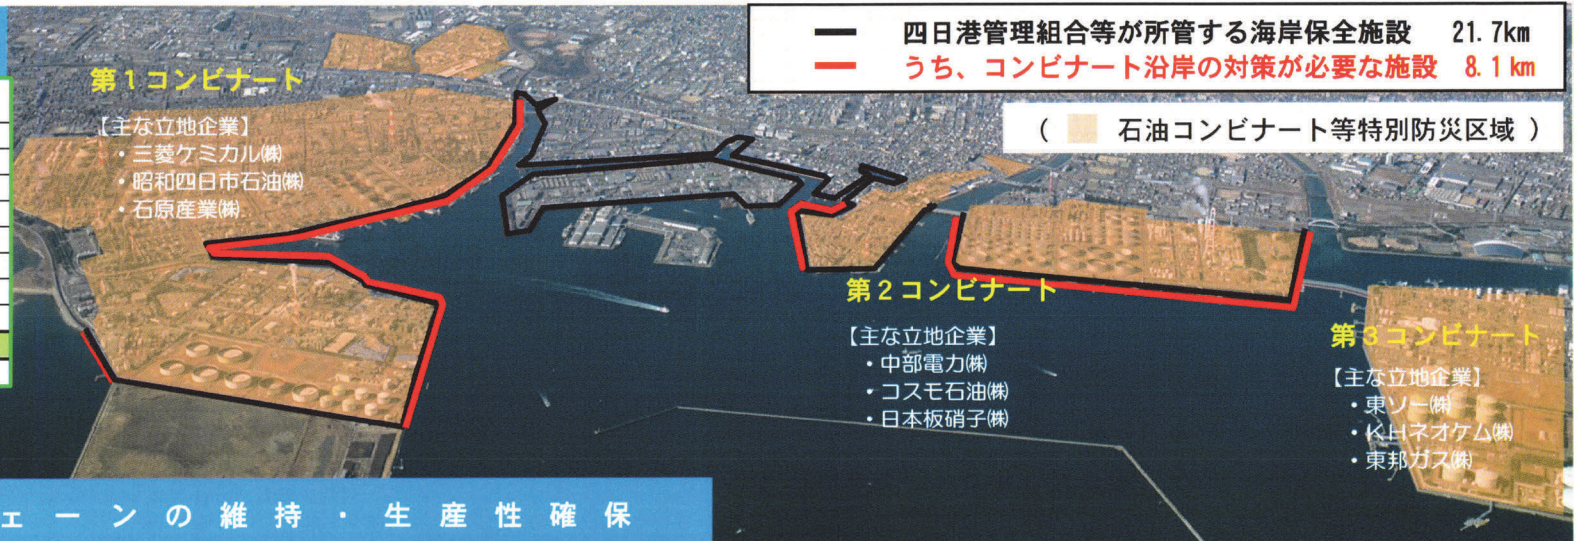 四日港管理組合等が所管する海岸保全施設 21.7km
うち、コンビナート沿岸の対策が必要な施設 8.1km
( 石油コンビナート等特別防災区域 )
第1コンビナート
【主な立地企業】
・三菱ケミカル㈱
・昭和四日市石油㈱
・石原産業㈱
第2コンビナート
【主な立地企業】
・中部電力㈱
・コスモ石油㈱
・日本板硝子㈱
第3コンビナート
【主な立地企業】
・東ソー㈱
・KHネオケム㈱
・東邦ガス㈱
ェーンの維持・生産性確保